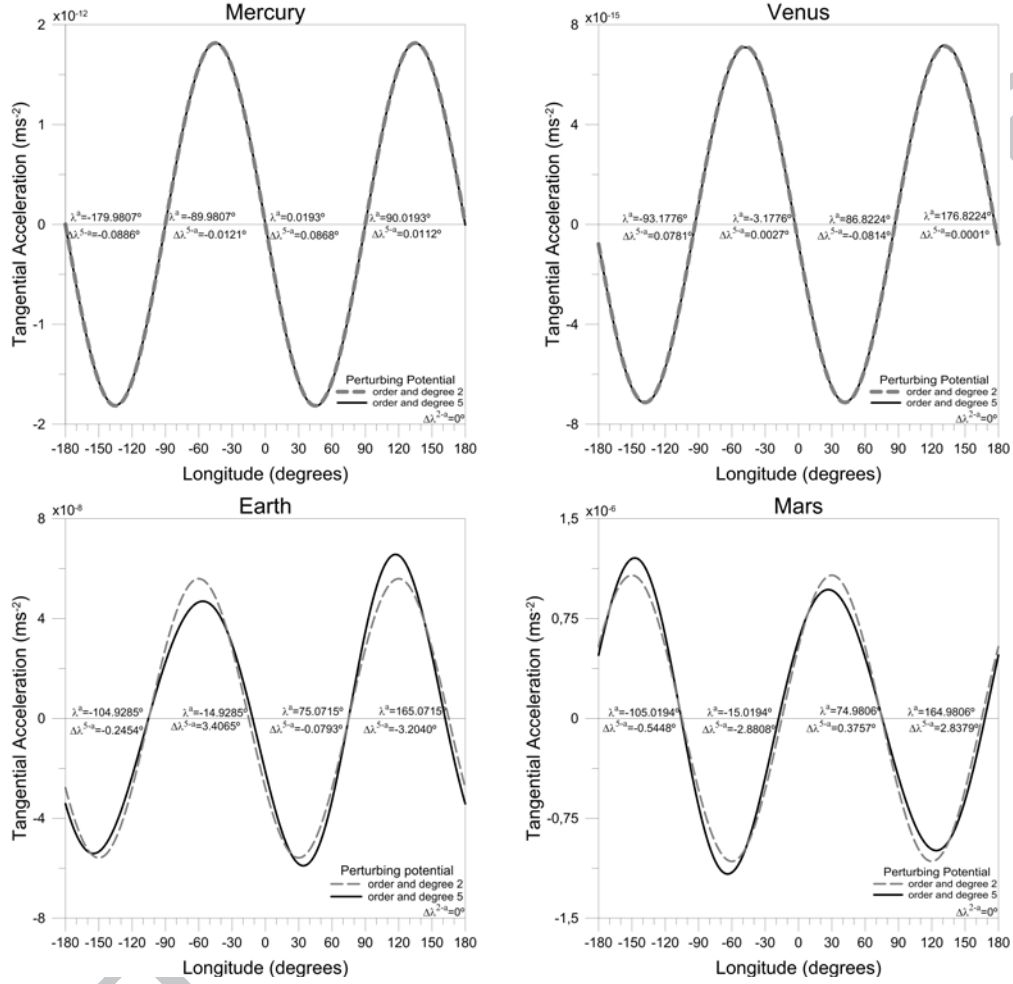 Mercury
x10-12
Tangential Acceleration (ms-2)
2
1
0
-1
-2
λa=-179.9807º
λa=-89.9807º
λa=0.0193º
λa=90.0193º
Δλ5-a=-0.0886º
Δλ5-a=-0.0121º
Δλ5-a=0.0868º
Δλ5-a=0.0112º
Perturbing Potential
order and degree 2
order and degree 5
Δλ2-a=0º
-180 -150 -120 -90 -60 -30 0 30 60 90 120 150 180
Longitude (degrees)
Venus
x10-15
Tangential Acceleration (ms-2)
8
4
0
-4
-8
λa=-93.1776º
λa=-3.1776º
λa=86.8224º
λa=176.8224º
Δλ5-a=0.0781º
Δλ5-a=0.0027º
Δλ5-a=-0.0814º
Δλ5-a=0.0001º
Perturbing Potential
order and degree 2
order and degree 5
Δλ2-a=0º
-180 -150 -120 -90 -60 -30 0 30 60 90 120 150 180
Longitude (degrees)
Earth
x10-8
Tangential Acceleration (ms-2)
8
4
0
-4
-8
λa=-104.9285º
λa=-14.9285º
λa=75.0715º
λa=165.0715º
Δλ5-a=-0.2454º
Δλ5-a=3.4065º
Δλ5-a=-0.0793º
Δλ5-a=-3.2040º
Perturbing potential
order and degree 2
order and degree 5
Δλ2-a=0º
-180 -150 -120 -90 -60 -30 0 30 60 90 120 150 180
Longitude (degrees)
Mars
x10-6
Tangential Acceleration (ms-2)
1,5
0,75
0
-0,75
-1,5
λa=-105.0194º
λa=-15.0194º
λa=74.9806º
λa=164.9806º
Δλ5-a=-0.5448º
Δλ5-a=-2.8808º
Δλ5-a=0.3757º
Δλ5-a=2.8379º
Perturbing Potential
order and degree 2
order and degree 5
Δλ2-a=0º
-180 -150 -120 -90 -60 -30 0 30 60 90 120 150 180
Longitude (degrees)